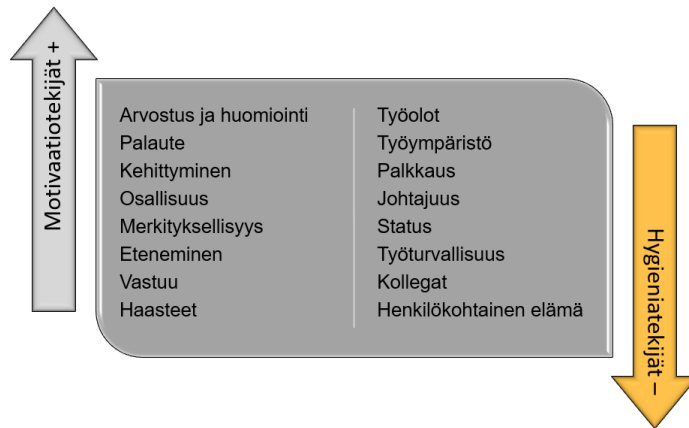 Motivaatiotekijät +
Arvostus ja huomiointi
Palaute
Kehittyminen
Osallisuus
Merkityksellisyys
Eteneminen
Vastuu
Haasteet
Työolot
Työympäristö
Palkkaus
Johtajuus
Status
Työturvallisuus
Kollegat
Henkilökohtainen elämä
Hygieniatekijät –